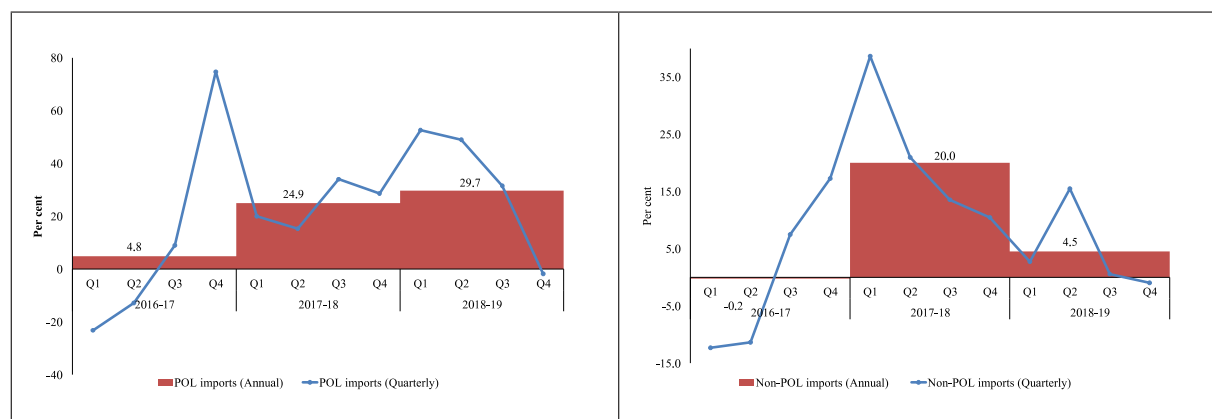 80
60
40
20
0
-20
-40
Per cent
4.8
24.9
29.7
Q1 Q2 Q3 Q4 Q1 Q2 Q3 Q4 Q1 Q2 Q3 Q4
2016-17 2017-18 2018-19
POL imports (Annual) POL imports (Quarterly)
35.0
25.0
15.0
5.0
-5.0
-15.0
Per cent
-0.2
20.0
4.5
Q1 Q2 Q3 Q4 Q1 Q2 Q3 Q4 Q1 Q2 Q3 Q4
2016-17 2017-18 2018-19
Non-POL imports (Annual) Non-POL imports (Quarterly)